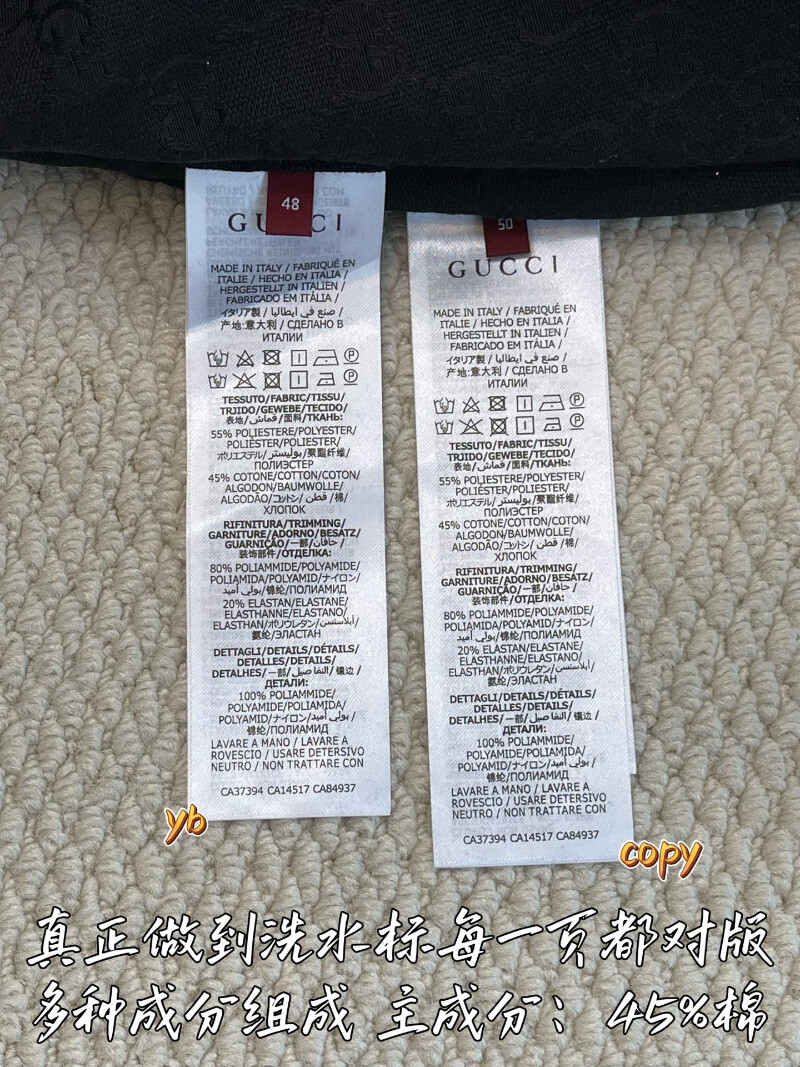 48
GUCCI
MADE IN ITALY / FABRIQUÉ EN
ITALIE / HECHO EN ITALIA /
HERGESTELLT IN ITALIEN /
FABRICADO EM ITÁLIA /
イタリア製 / صنع في ايطاليا /
产地:意大利 / СДЕЛАНО В
ИТАЛИИ
TESSUTO/FABRIC/TISSU/
TEJIDO/GEWEBE/TECIDO/
表地/قماش/面料/ТКАНЬ:
55% POLIESTERE/POLYESTER/
POLIÉSTER/POLIESTER/
ポリエステル/بوليستر/聚酯纤维/
ПОЛИЭСТЕР
45% COTONE/COTTON/COTON/
ALGODON/BAUMWOLLE/
ALGODÃO/コットン/قطن/棉/
ХЛОПОК
RIFINITURA/TRIMMING/
GARNITURE/ADORNO/BESATZ/
GUARNIÇÃO/一部/حافان/
装饰部件/ОТДЕЛКА:
80% POLIAMMIDE/POLYAMIDE/
POLIAMIDA/POLYAMID/ナイロン/
بولي أميد/锦纶/ПОЛИАМИД
20% ELASTAN/ELASTANE/
ELASTHANNE/ELASTANO/
ELASTHAN/ポリウレタン/إيلاستين/
氨纶/ЭЛАСТАН
DETTAGLI/DETAILS/DÉTAILS/
DETALLES/DETAILS/
DETALHES/一部/التفاصيل/镶边/
ДЕТАЛИ:
100% POLIAMMIDE/
POLYAMIDE/POLIAMIDA/
POLYAMID/ナイロン/بولي أميد/
锦纶/ПОЛИАМИД
LAVARE A MANO / LAVARE A
ROVESCIO / USARE DETERSIVO
NEUTRO / NON TRATTARE CON
CA37394 CA14517 CA84937
yb
50
GUCCI
MADE IN ITALY / FABRIQUÉ EN
ITALIE / HECHO EN ITALIA /
HERGESTELLT IN ITALIEN /
FABRICADO EM ITÁLIA /
イタリア製 / صنع في ايطاليا /
产地:意大利 / СДЕЛАНО В
ИТАЛИИ
TESSUTO/FABRIC/TISSU/
TEJIDO/GEWEBE/TECIDO/
表地/قماش/面料/ТКАНЬ:
55% POLIESTERE/POLYESTER/
POLIÉSTER/POLIESTER/
ポリエステル/بوليستر/聚酯纤维/
ПОЛИЭСТЕР
45% COTONE/COTTON/COTON/
ALGODON/BAUMWOLLE/
ALGODÃO/コットン/قطن/棉/
ХЛОПОК
RIFINITURA/TRIMMING/
GARNITURE/ADORNO/BESATZ/
GUARNIÇÃO/一部/حافان/
装饰部件/ОТДЕЛКА:
80% POLIAMMIDE/POLYAMIDE/
POLIAMIDA/POLYAMID/ナイロン/
بولي أميد/锦纶/ПОЛИАМИД
20% ELASTAN/ELASTANE/
ELASTHANNE/ELASTANO/
ELASTHAN/ポリウレタン/إيلاستين/
氨纶/ЭЛАСТАН
DETTAGLI/DETAILS/DÉTAILS/
DETALLES/DETAILS/
DETALHES/一部/التفاصيل/镶边/
ДЕТАЛИ:
100% POLIAMMIDE/
POLYAMIDE/POLIAMIDA/
POLYAMID/ナイロン/بولي أميد/
锦纶/ПОЛИАМИД
LAVARE A MANO / LAVARE A
ROVESCIO / USARE DETERSIVO
NEUTRO / NON TRATTARE CON
CA37394 CA14517 CA84937
copy
真正做到洗水标每一页都对版
多种成分组成 主成分：45%棉